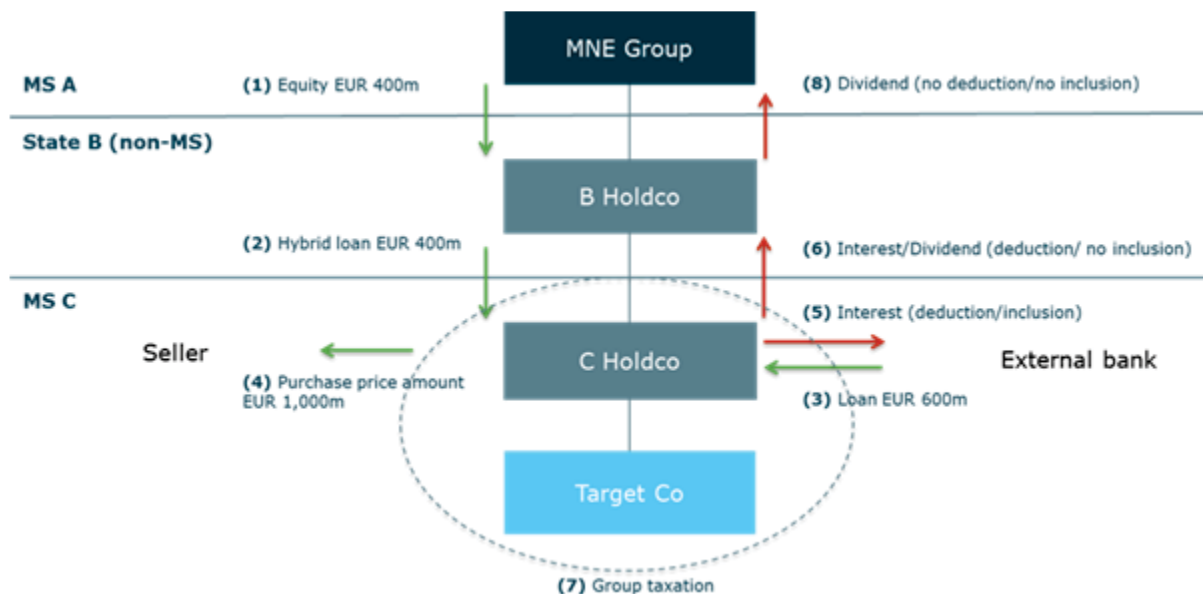 MNE Group
MS A
(1) Equity EUR 400m
(8) Dividend (no deduction/no inclusion)
State B (non-MS)
B Holdco
(2) Hybrid loan EUR 400m
(6) Interest/Dividend (deduction/ no inclusion)
MS C
(5) Interest (deduction/inclusion)
Seller
C Holdco
External bank
(4) Purchase price amount
EUR 1,000m
(3) Loan EUR 600m
Target Co
(7) Group taxation